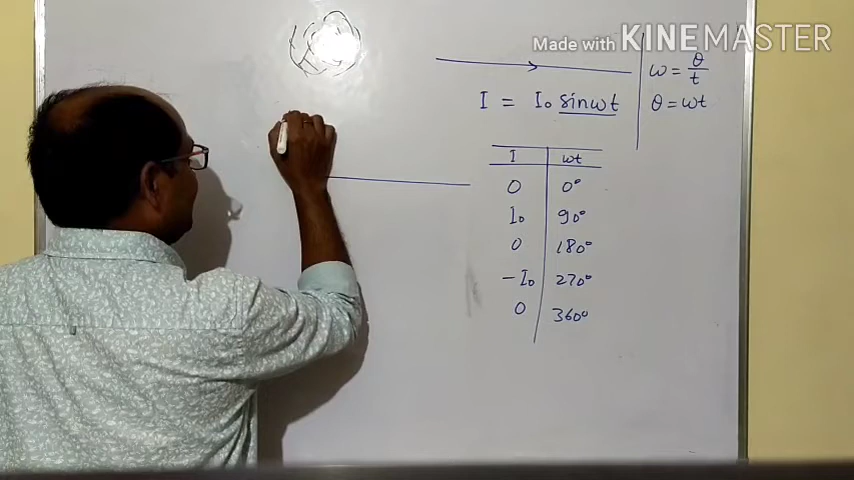 Made with KINEMASTER
ω = θ/t
I = I₀ sinωt
θ = ωt
I ωt
0 0°
I₀ 90°
0 180°
-I₀ 270°
0 360°